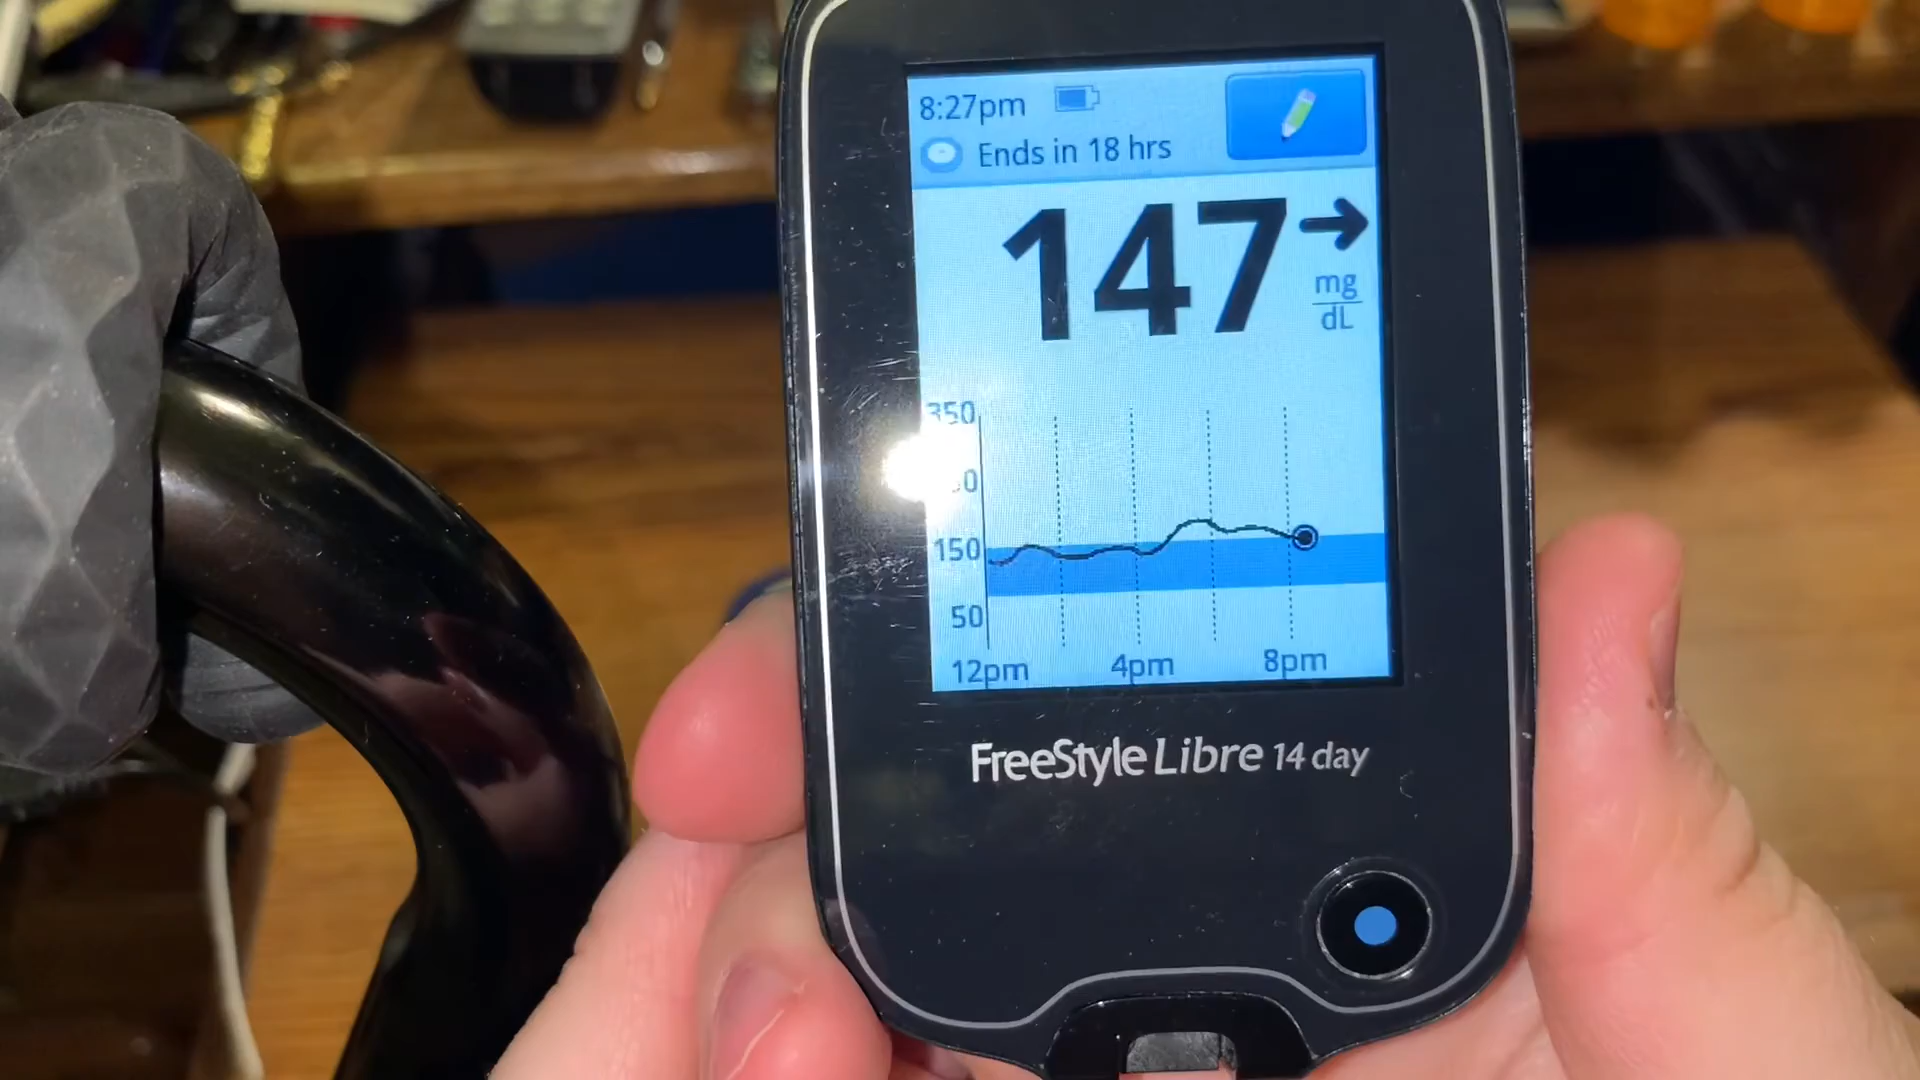 8:27pm
Ends in 18 hrs
147
mg
dL
350
150
50
12pm 4pm 8pm
FreeStyle Libre 14 day